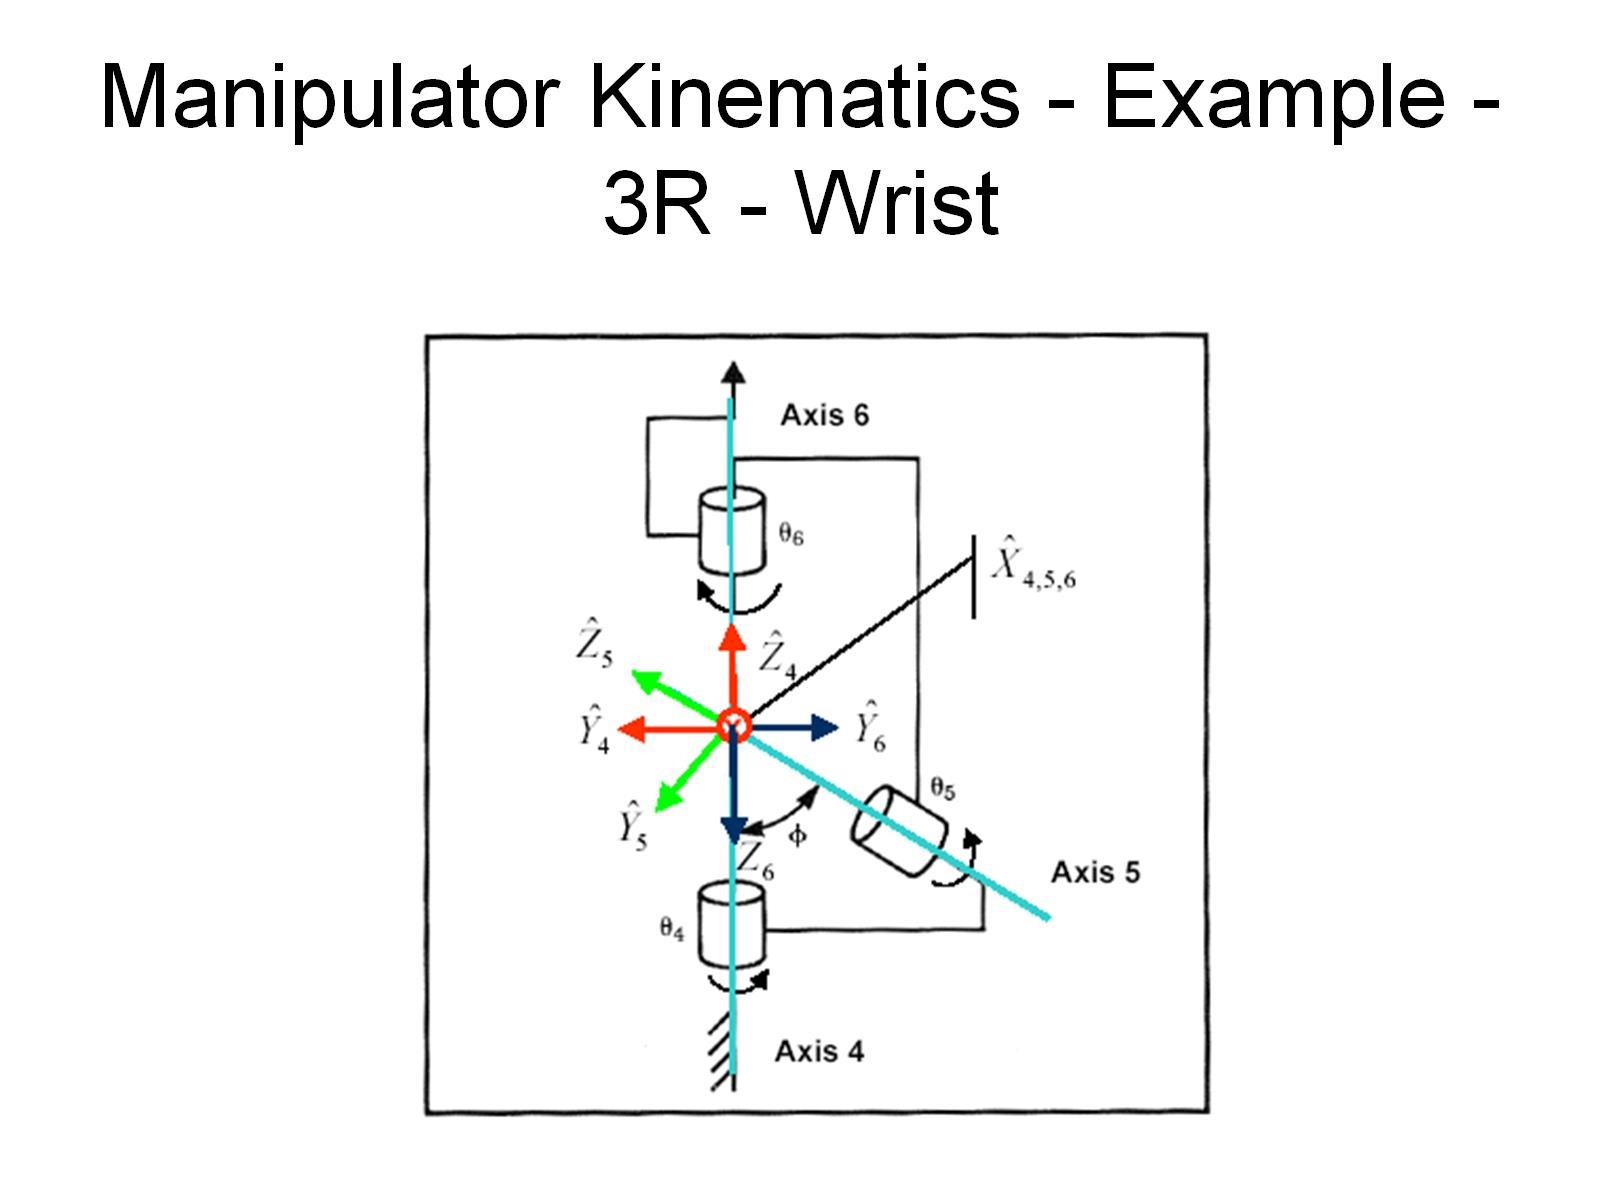 Manipulator Kinematics - Example -
3R - Wrist
Axis 6
θ6
X̂4,5,6
Ẑ5
Ẑ4
Ŷ4
Ŷ6
θ5
Ŷ5
ϕ
Z6
Axis 5
θ4
Axis 4